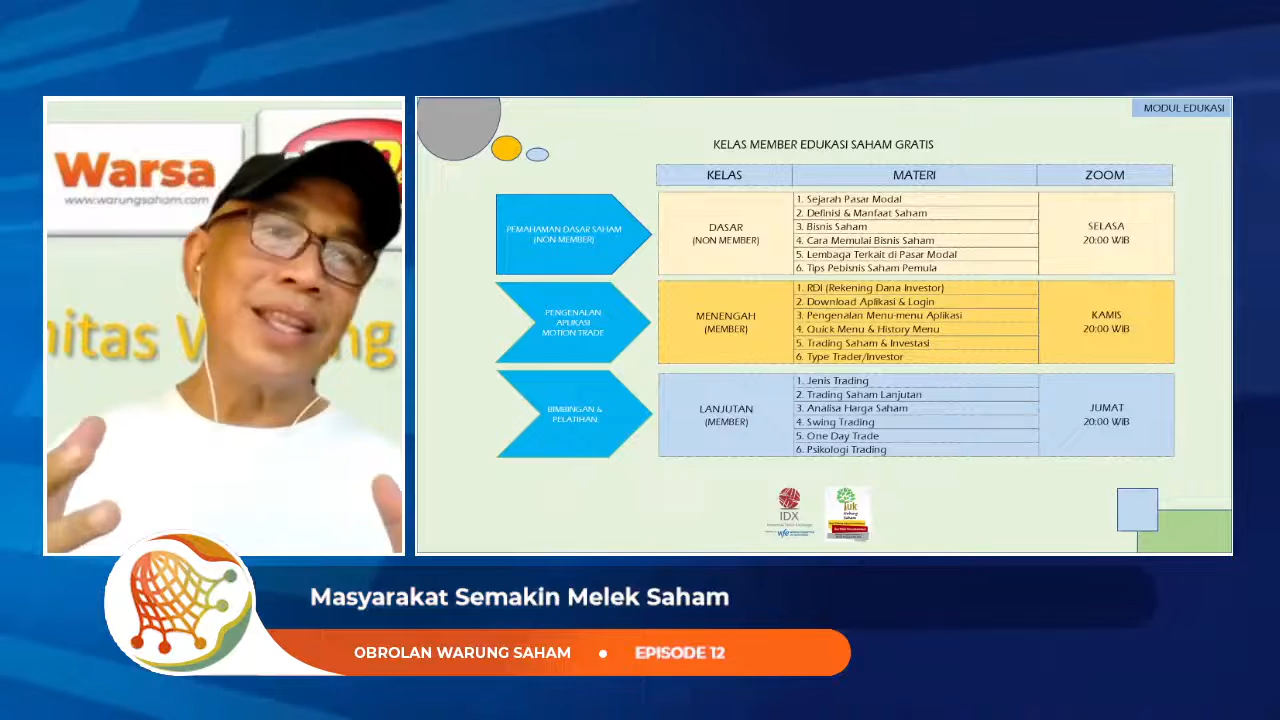 Warsa
www.warungsaham.com
nitas W
ng
MODUL EDUKASI
KELAS MEMBER EDUKASI SAHAM GRATIS
KELAS MATERI ZOOM
PEMAHAMAN DASAR SAHAM
(NON MEMBER)
DASAR
(NON MEMBER)
1. Sejarah Pasar Modal
2. Definisi & Manfaat Saham
3. Bisnis Saham
4. Cara Memulai Bisnis Saham
5. Lembaga Terkait di Pasar Modal
6. Tips Pebisnis Saham Pemula
SELASA
20:00 WIB
PENGENALAN
APLIKASI
MOTION TRADE
MENENGAH
(MEMBER)
1. RDI (Rekening Dana Investor)
2. Download Aplikasi & Login
3. Pengenalan Menu-menu Aplikasi
4. Quick Menu & History Menu
5. Trading Saham & Investasi
6. Type Trader/Investor
KAMIS
20:00 WIB
BIMBINGAN &
PELATIHAN
LANJUTAN
(MEMBER)
1. Jenis Trading
2. Trading Saham Lanjutan
3. Analisa Harga Saham
4. Swing Trading
5. One Day Trade
6. Psikologi Trading
JUMAT
20:00 WIB
IDX
wfe
Yuk
Nabung
Saham
Masyarakat Semakin Melek Saham
OBROLAN WARUNG SAHAM • EPISODE 12